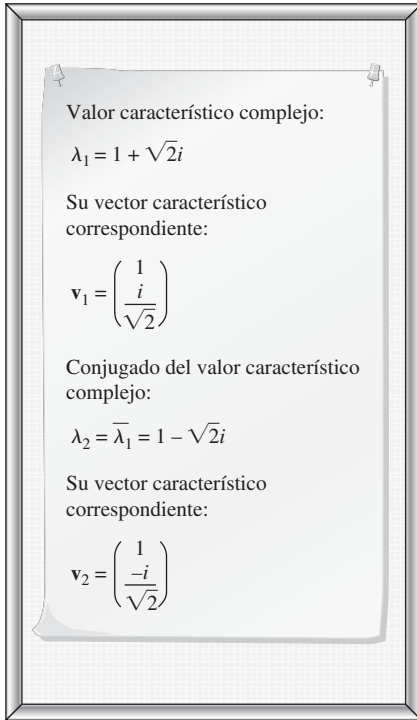 Valor característico complejo:
λ₁ = 1 + √2i
Su vector característico
correspondiente:
v₁ = (1, i/√2)
Conjugado del valor característico
complejo:
λ₂ = λ̅₁ = 1 – √2i
Su vector característico
correspondiente:
v₂ = (1, –i/√2)